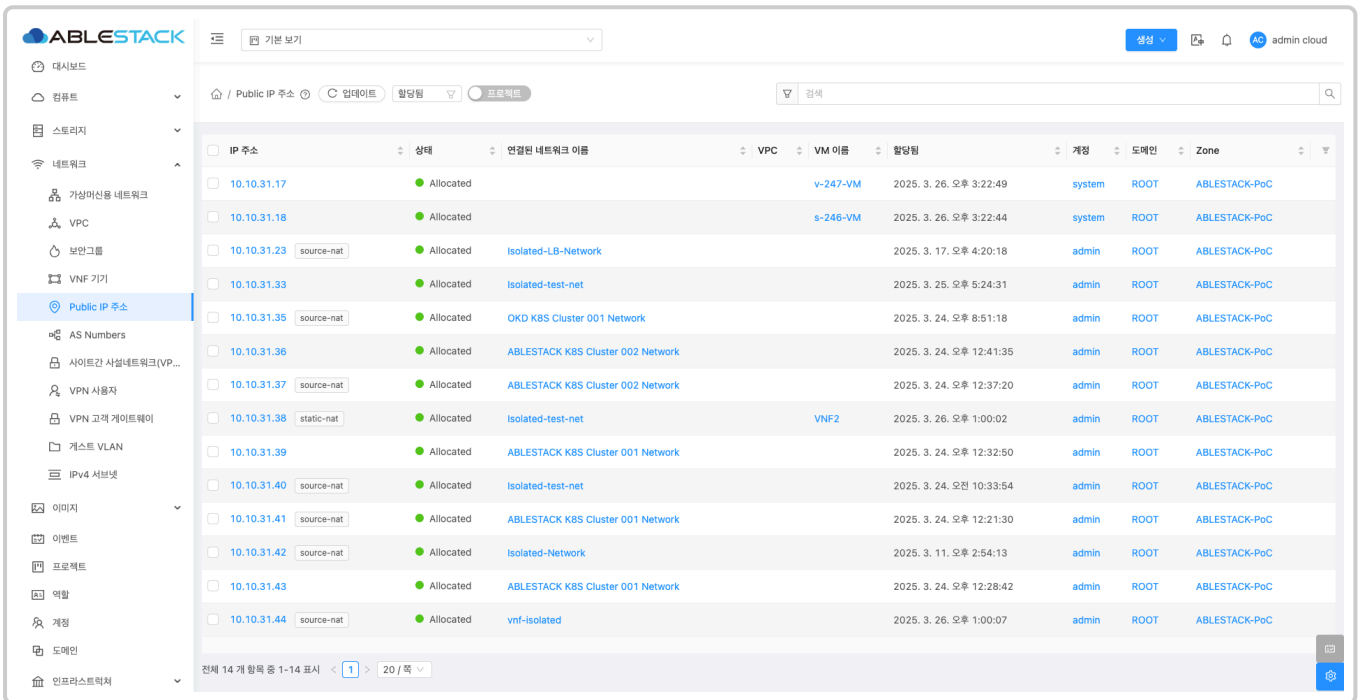 ABLESTACK
기본 보기
생성
AC admin cloud
대시보드
컴퓨트
스토리지
네트워크
가상머신용 네트워크
VPC
보안그룹
VNF 기기
Public IP 주소
AS Numbers
사이트간 사설네트워크(VP...
VPN 사용자
VPN 고객 게이트웨이
게스트 VLAN
IPv4 서브넷
이미지
이벤트
프로젝트
역할
계정
도메인
인프라스트럭쳐
/ Public IP 주소 업데이트 할당됨 프로젝트 검색
IP 주소 상태 연결된 네트워크 이름 VPC VM 이름 할당됨 계정 도메인 Zone
10.10.31.17 Allocated v-247-VM 2025. 3. 26. 오후 3:22:49 system ROOT ABLESTACK-PoC
10.10.31.18 Allocated s-246-VM 2025. 3. 26. 오후 3:22:44 system ROOT ABLESTACK-PoC
10.10.31.23 source-nat Allocated Isolated-LB-Network 2025. 3. 17. 오후 4:20:18 admin ROOT ABLESTACK-PoC
10.10.31.33 Allocated Isolated-test-net 2025. 3. 25. 오후 5:24:31 admin ROOT ABLESTACK-PoC
10.10.31.35 source-nat Allocated OKD K8S Cluster 001 Network 2025. 3. 24. 오후 8:51:18 admin ROOT ABLESTACK-PoC
10.10.31.36 Allocated ABLESTACK K8S Cluster 002 Network 2025. 3. 24. 오후 12:41:35 admin ROOT ABLESTACK-PoC
10.10.31.37 source-nat Allocated ABLESTACK K8S Cluster 002 Network 2025. 3. 24. 오후 12:37:20 admin ROOT ABLESTACK-PoC
10.10.31.38 static-nat Allocated Isolated-test-net VNF2 2025. 3. 26. 오후 1:00:02 admin ROOT ABLESTACK-PoC
10.10.31.39 Allocated ABLESTACK K8S Cluster 001 Network 2025. 3. 24. 오후 12:32:50 admin ROOT ABLESTACK-PoC
10.10.31.40 source-nat Allocated Isolated-test-net 2025. 3. 24. 오전 10:33:54 admin ROOT ABLESTACK-PoC
10.10.31.41 source-nat Allocated ABLESTACK K8S Cluster 001 Network 2025. 3. 24. 오후 12:21:30 admin ROOT ABLESTACK-PoC
10.10.31.42 source-nat Allocated Isolated-Network 2025. 3. 11. 오후 2:54:13 admin ROOT ABLESTACK-PoC
10.10.31.43 Allocated ABLESTACK K8S Cluster 001 Network 2025. 3. 24. 오후 12:28:42 admin ROOT ABLESTACK-PoC
10.10.31.44 source-nat Allocated vnf-isolated 2025. 3. 26. 오후 1:00:07 admin ROOT ABLESTACK-PoC
전체 14 개 항목 중 1-14 표시 < 1 > 20 / 쪽